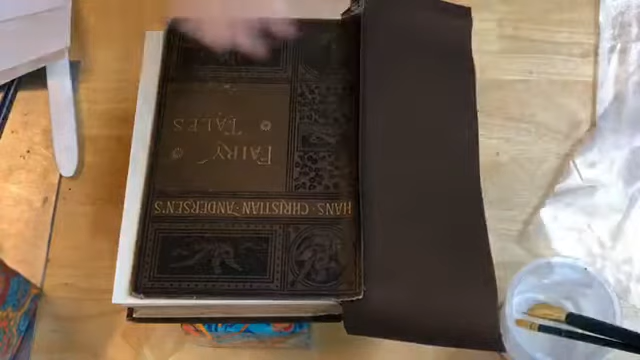 HANS · CHRISTIAN · ANDERSEN'S
FAIRY
TALES